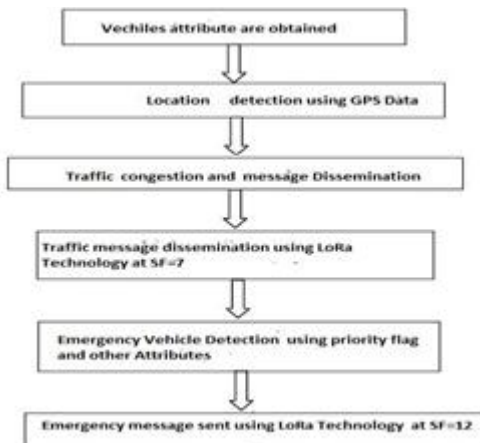 Vechiles attribute are obtained
Location detection using GPS Data
Traffic congestion and message Dissemination
Traffic message dissemination using LoRa
Technology at SF=7
Emergency Vehicle Detection using priority flag
and other Attributes
Emergency message sent using LoRa Technology at SF=12